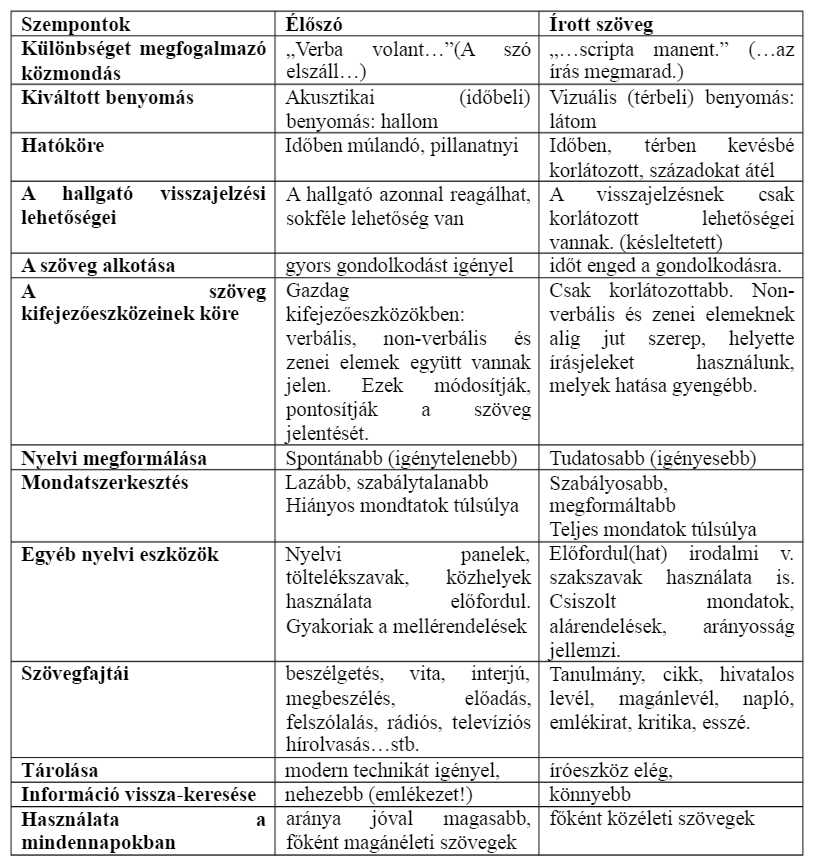 Szempontok
Élőszó
Írott szöveg
Különbséget megfogalmazó
közmondás
„Verba volant…”(A szó
elszáll…)
„…scripta manent.” (…az
írás megmarad.)
Kiváltott benyomás
Akusztikai (időbeli)
benyomás: hallom
Vizuális (térbeli) benyomás:
látom
Hatóköre
Időben múlandó, pillanatnyi
Időben, térben kevésbé
korlátozott, századokat átél
A hallgató visszajelzési
lehetőségei
A hallgató azonnal reagálhat,
sokféle lehetőség van
A visszajelzésnek csak
korlátozott lehetőségei
vannak. (késleltetett)
A szöveg alkotása
gyors gondolkodást igényel
időt enged a gondolkodásra.
A szöveg
kifejezőeszközeinek köre
Gazdag
kifejezőeszközökben:
verbális, non-verbális és
zenei elemek együtt vannak
jelen. Ezek módosítják,
pontosítják a szöveg
jelentését.
Csak korlátozottabb. Non-
verbális és zenei elemeknek
alig jut szerep, helyette
írásjeleket használunk,
melyek hatása gyengébb.
Nyelvi megformálása
Spontánabb (igénytelenebb)
Tudatosabb (igényesebb)
Mondatszerkesztés
Lazább, szabálytalanabb
Hiányos mondtatok túlsúlya
Szabályosabb,
megformáltabb
Teljes mondatok túlsúlya
Egyéb nyelvi eszközök
Nyelvi panelek,
töltelékszavak, közhelyek
használata előfordul.
Gyakoriak a mellérendelések
Előfordul(hat) irodalmi v.
szakszavak használata is.
Csiszolt mondatok,
alárendelések, arányosság
jellemzi.
Szövegfajtái
beszélgetés, vita, interjú,
megbeszélés, előadás,
felszólalás, rádiós, televíziós
hírolvasás…stb.
Tanulmány, cikk, hivatalos
levél, magánlevél, napló,
emlékirat, kritika, esszé.
Tárolása
modern technikát igényel,
íróeszköz elég,
Információ vissza-keresése
nehezebb (emlékezet!)
könnyebb
Használata a
mindennapokban
aránya jóval magasabb,
főként magánéleti szövegek
főként közéleti szövegek